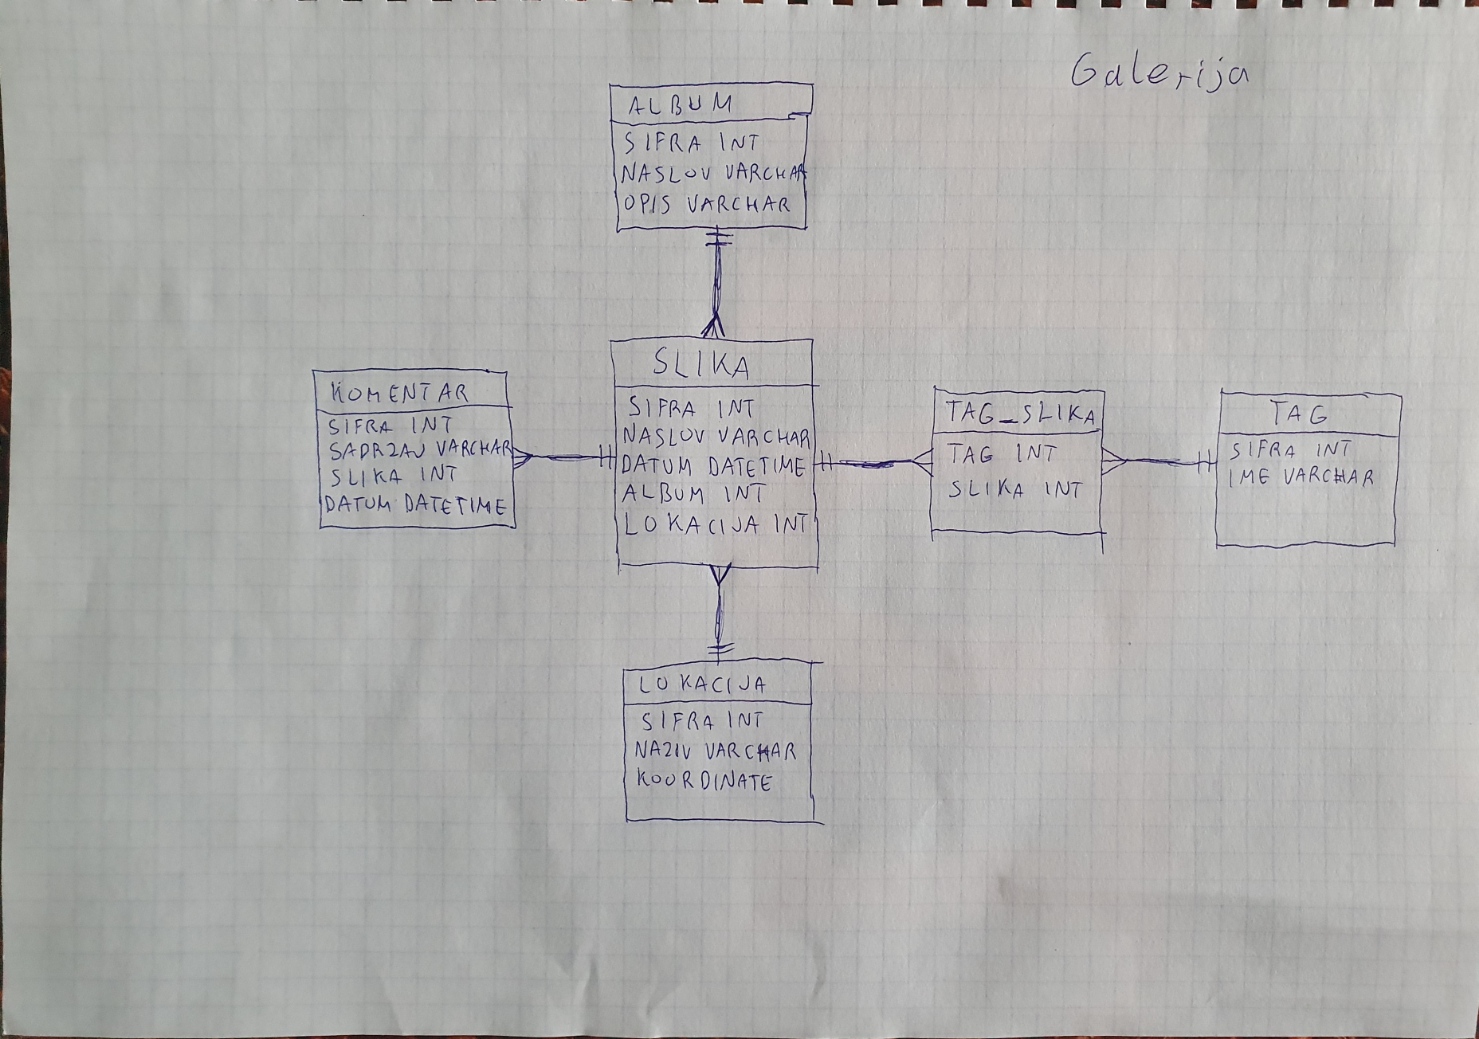 Galerija
ALBUM
SIFRA INT
NASLOV VARCHAR
OPIS VARCHAR
SLIKA
SIFRA INT
NASLOV VARCHAR
DATUM DATETIME
ALBUM INT
LOKACIJA INT
KOMENTAR
SIFRA INT
SADRZAJ VARCHAR
SLIKA INT
DATUM DATETIME
TAG_SLIKA
TAG INT
SLIKA INT
TAG
SIFRA INT
IME VARCHAR
LOKACIJA
SIFRA INT
NAZIV VARCHAR
KOORDINATE